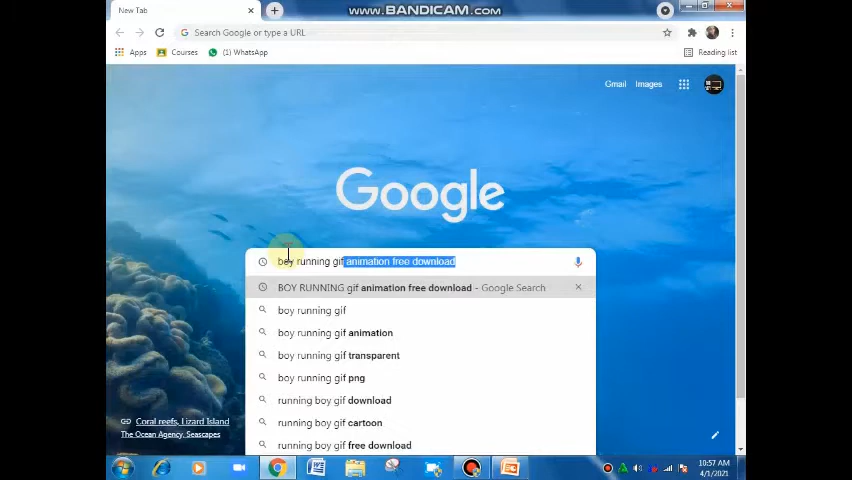 New Tab
www.BANDICAM.com
Search Google or type a URL
Apps
Courses
(1) WhatsApp
Reading list
Gmail
Images
Google
boy running gif animation free download
BOY RUNNING gif animation free download - Google Search
boy running gif
boy running gif animation
boy running gif transparent
boy running gif png
running boy gif download
running boy gif cartoon
running boy gif free download
Coral reefs, Lizard Island
The Ocean Agency, Seascapes
10:57 AM
4/1/2021